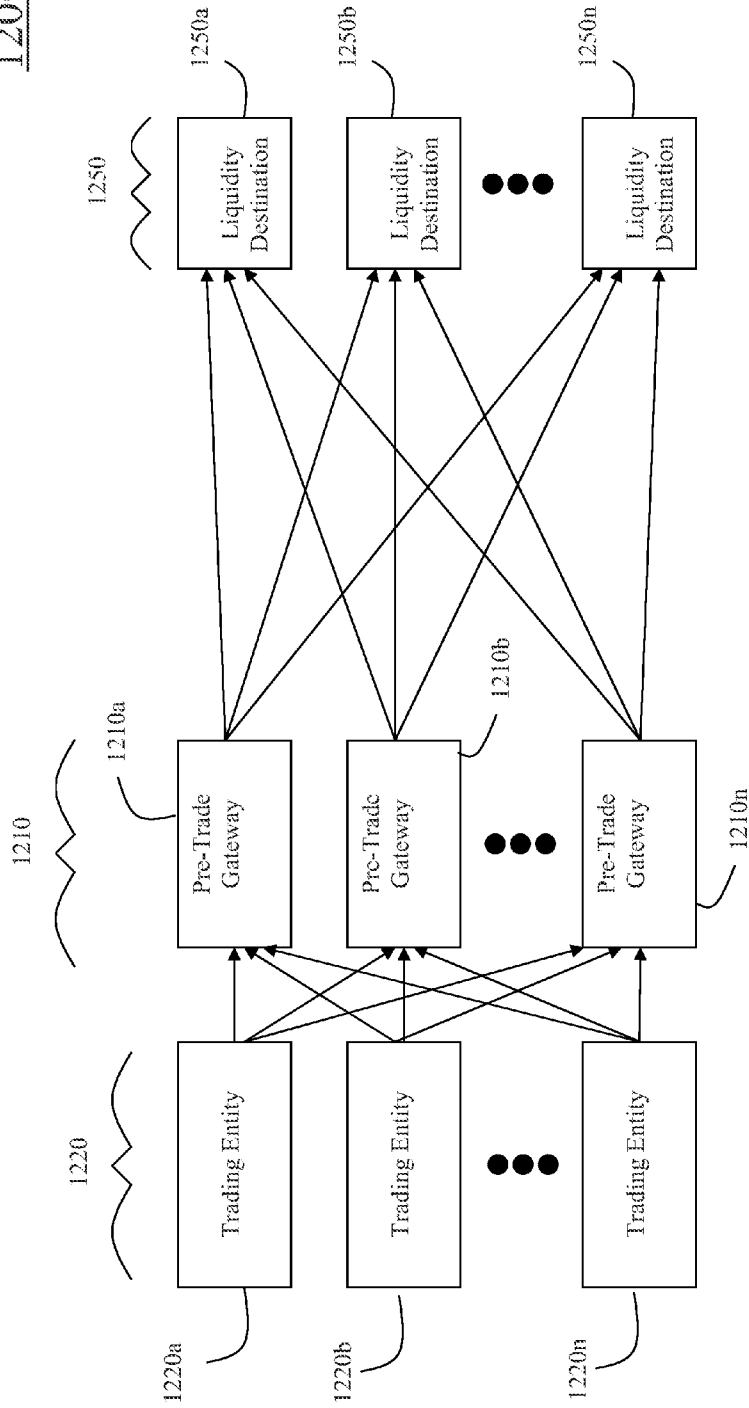 1210
1220
1250
1210a
1220a
1250a
Trading Entity
Pre-Trade
Gateway
Liquidity
Destination
1220b
1250b
Trading Entity
Pre-Trade
Gateway
Liquidity
Destination
1210b
1220n
1250n
Trading Entity
Pre-Trade
Gateway
Liquidity
Destination
1210n